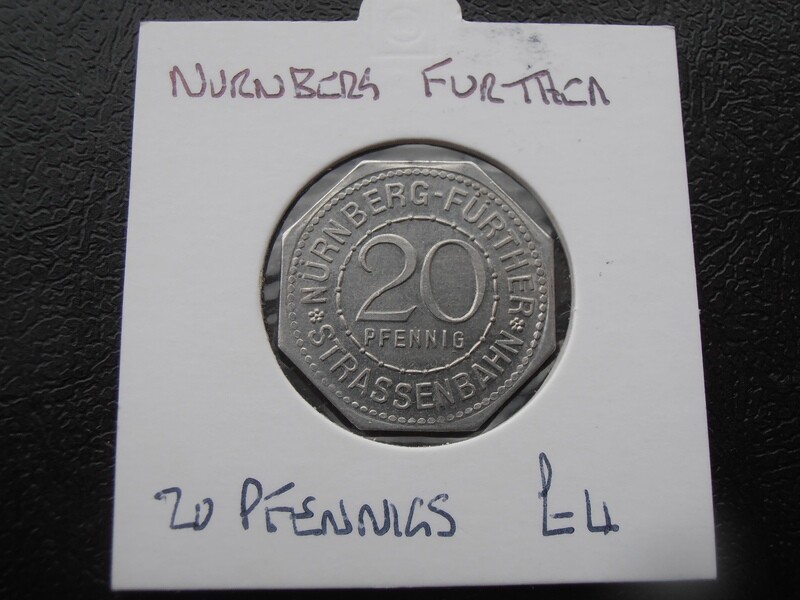 NURNBERG FURTHER
NÜRNBERG-FÜRTHER
20
PFENNIG
STRASSENBAHN
20 PFENNIGS £4